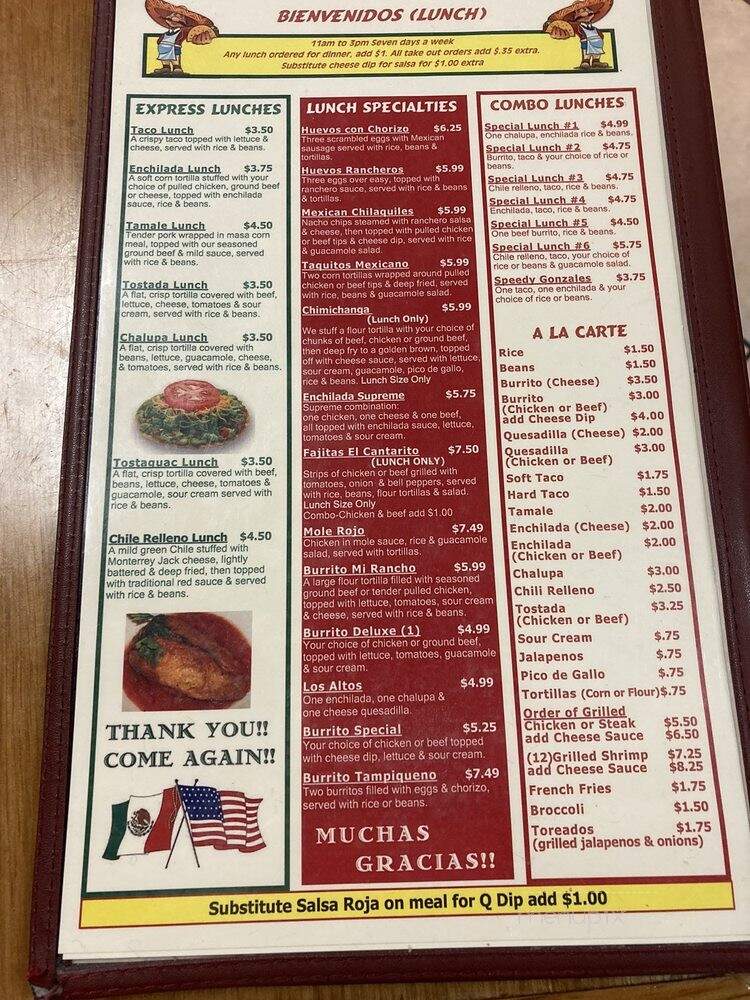 BIENVENIDOS (LUNCH)
11am to 3pm Seven days a week
Any lunch ordered for dinner, add $1. All take out orders add $.35 extra.
Substitute cheese dip for salsa for $1.00 extra
EXPRESS LUNCHES
Taco Lunch $3.50
A crispy taco topped with lettuce &
cheese, served with rice & beans.
Enchilada Lunch $3.75
A soft corn tortilla stuffed with your
choice of pulled chicken, ground beef
or cheese, topped with enchilada
sauce, rice & beans.
Tamale Lunch $4.50
Tender pork wrapped in masa corn
meal, topped with our seasoned
ground beef & mild sauce, served
with rice & beans.
Tostada Lunch $3.50
A flat, crisp tortilla covered with beef,
lettuce, cheese, tomatoes & sour
cream, served with rice & beans.
Chalupa Lunch $3.50
A flat, crisp tortilla covered with
beans, lettuce, guacamole, cheese,
& tomatoes, served with rice & beans.
Tostaguac Lunch $3.50
A flat, crisp tortilla covered with beef,
beans, lettuce, cheese, tomatoes &
guacamole, sour cream served with
rice & beans.
Chile Relleno Lunch $4.50
A mild green Chile stuffed with
Monterrey Jack cheese, lightly
battered & deep fried, then topped
with traditional red sauce & served
with rice & beans.
THANK YOU!!
COME AGAIN!!
LUNCH SPECIALTIES
Huevos con Chorizo $6.25
Three scrambled eggs with Mexican
sausage served with rice, beans &
tortillas.
Huevos Rancheros $5.99
Three eggs over easy, topped with
ranchero sauce, served with rice & beans
& tortillas.
Mexican Chilaquiles $5.99
Nacho chips steamed with ranchero salsa
& cheese, then topped with pulled chicken
or beef tips & cheese dip, served with rice
& guacamole salad.
Taquitos Mexicano $5.99
Two corn tortillas wrapped around pulled
chicken or beef tips & deep fried, served
with rice, beans & guacamole salad.
Chimichanga $5.99
(Lunch Only)
We stuff a flour tortilla with your choice of
chunks of beef, chicken or ground beef,
then deep fry to a golden brown, topped
off with cheese sauce, served with lettuce,
sour cream, guacamole, pico de gallo,
rice & beans. Lunch Size Only
Enchilada Supreme $5.75
Supreme combination:
one chicken, one cheese & one beef,
all topped with enchilada sauce, lettuce,
tomatoes & sour cream.
Fajitas El Cantarito $7.50
(LUNCH ONLY)
Strips of chicken or beef grilled with
tomatoes, onion & bell peppers, served
with rice, beans, flour tortillas & salad.
Lunch Size Only
Combo-Chicken & beef add $1.00
Mole Rojo $7.49
Chicken in mole sauce, rice & guacamole
salad, served with tortillas.
Burrito Mi Rancho $5.99
A large flour tortilla filled with seasoned
ground beef or tender pulled chicken,
topped with lettuce, tomatoes, sour cream
& cheese, served with rice & beans.
Burrito Deluxe (1) $4.99
Your choice of chicken or ground beef,
topped with lettuce, tomatoes, guacamole
& sour cream.
Los Altos $4.99
One enchilada, one chalupa &
one cheese quesadilla.
Burrito Special $5.25
Your choice of chicken or beef topped
with cheese dip, lettuce & sour cream.
Burrito Tampiqueno $7.49
Two burritos filled with eggs & chorizo,
served with rice or beans.
MUCHAS
GRACIAS!!
COMBO LUNCHES
Special Lunch #1 $4.99
One chalupa, enchilada rice & beans.
Special Lunch #2 $4.75
Burrito, taco & your choice of rice or
beans.
Special Lunch #3 $4.75
Chile relleno, taco, rice & beans.
Special Lunch #4 $4.75
Enchilada, taco, rice & beans.
Special Lunch #5 $4.50
One beef burrito, rice & beans.
Special Lunch #6 $5.75
Chile relleno, taco, your choice of
rice or beans & guacamole salad.
Speedy Gonzales $3.75
One taco, one enchilada & your
choice of rice or beans.
A LA CARTE
Rice $1.50
Beans $1.50
Burrito (Cheese) $3.50
Burrito $3.00
(Chicken or Beef)
add Cheese Dip $4.00
Quesadilla (Cheese) $2.00
Quesadilla $3.00
(Chicken or Beef)
Soft Taco $1.75
Hard Taco $1.50
Tamale $2.00
Enchilada (Cheese) $2.00
Enchilada $2.00
(Chicken or Beef)
Chalupa $3.00
Chili Relleno $2.50
Tostada $3.25
(Chicken or Beef)
Sour Cream $.75
Jalapenos $.75
Pico de Gallo $.75
Tortillas (Corn or Flour)$.75
Order of Grilled
Chicken or Steak $5.50
add Cheese Sauce $6.50
(12)Grilled Shrimp $7.25
add Cheese Sauce $8.25
French Fries $1.75
Broccoli $1.50
Toreados $1.75
(grilled jalapenos & onions)
Substitute Salsa Roja on meal for Q Dip add $1.00